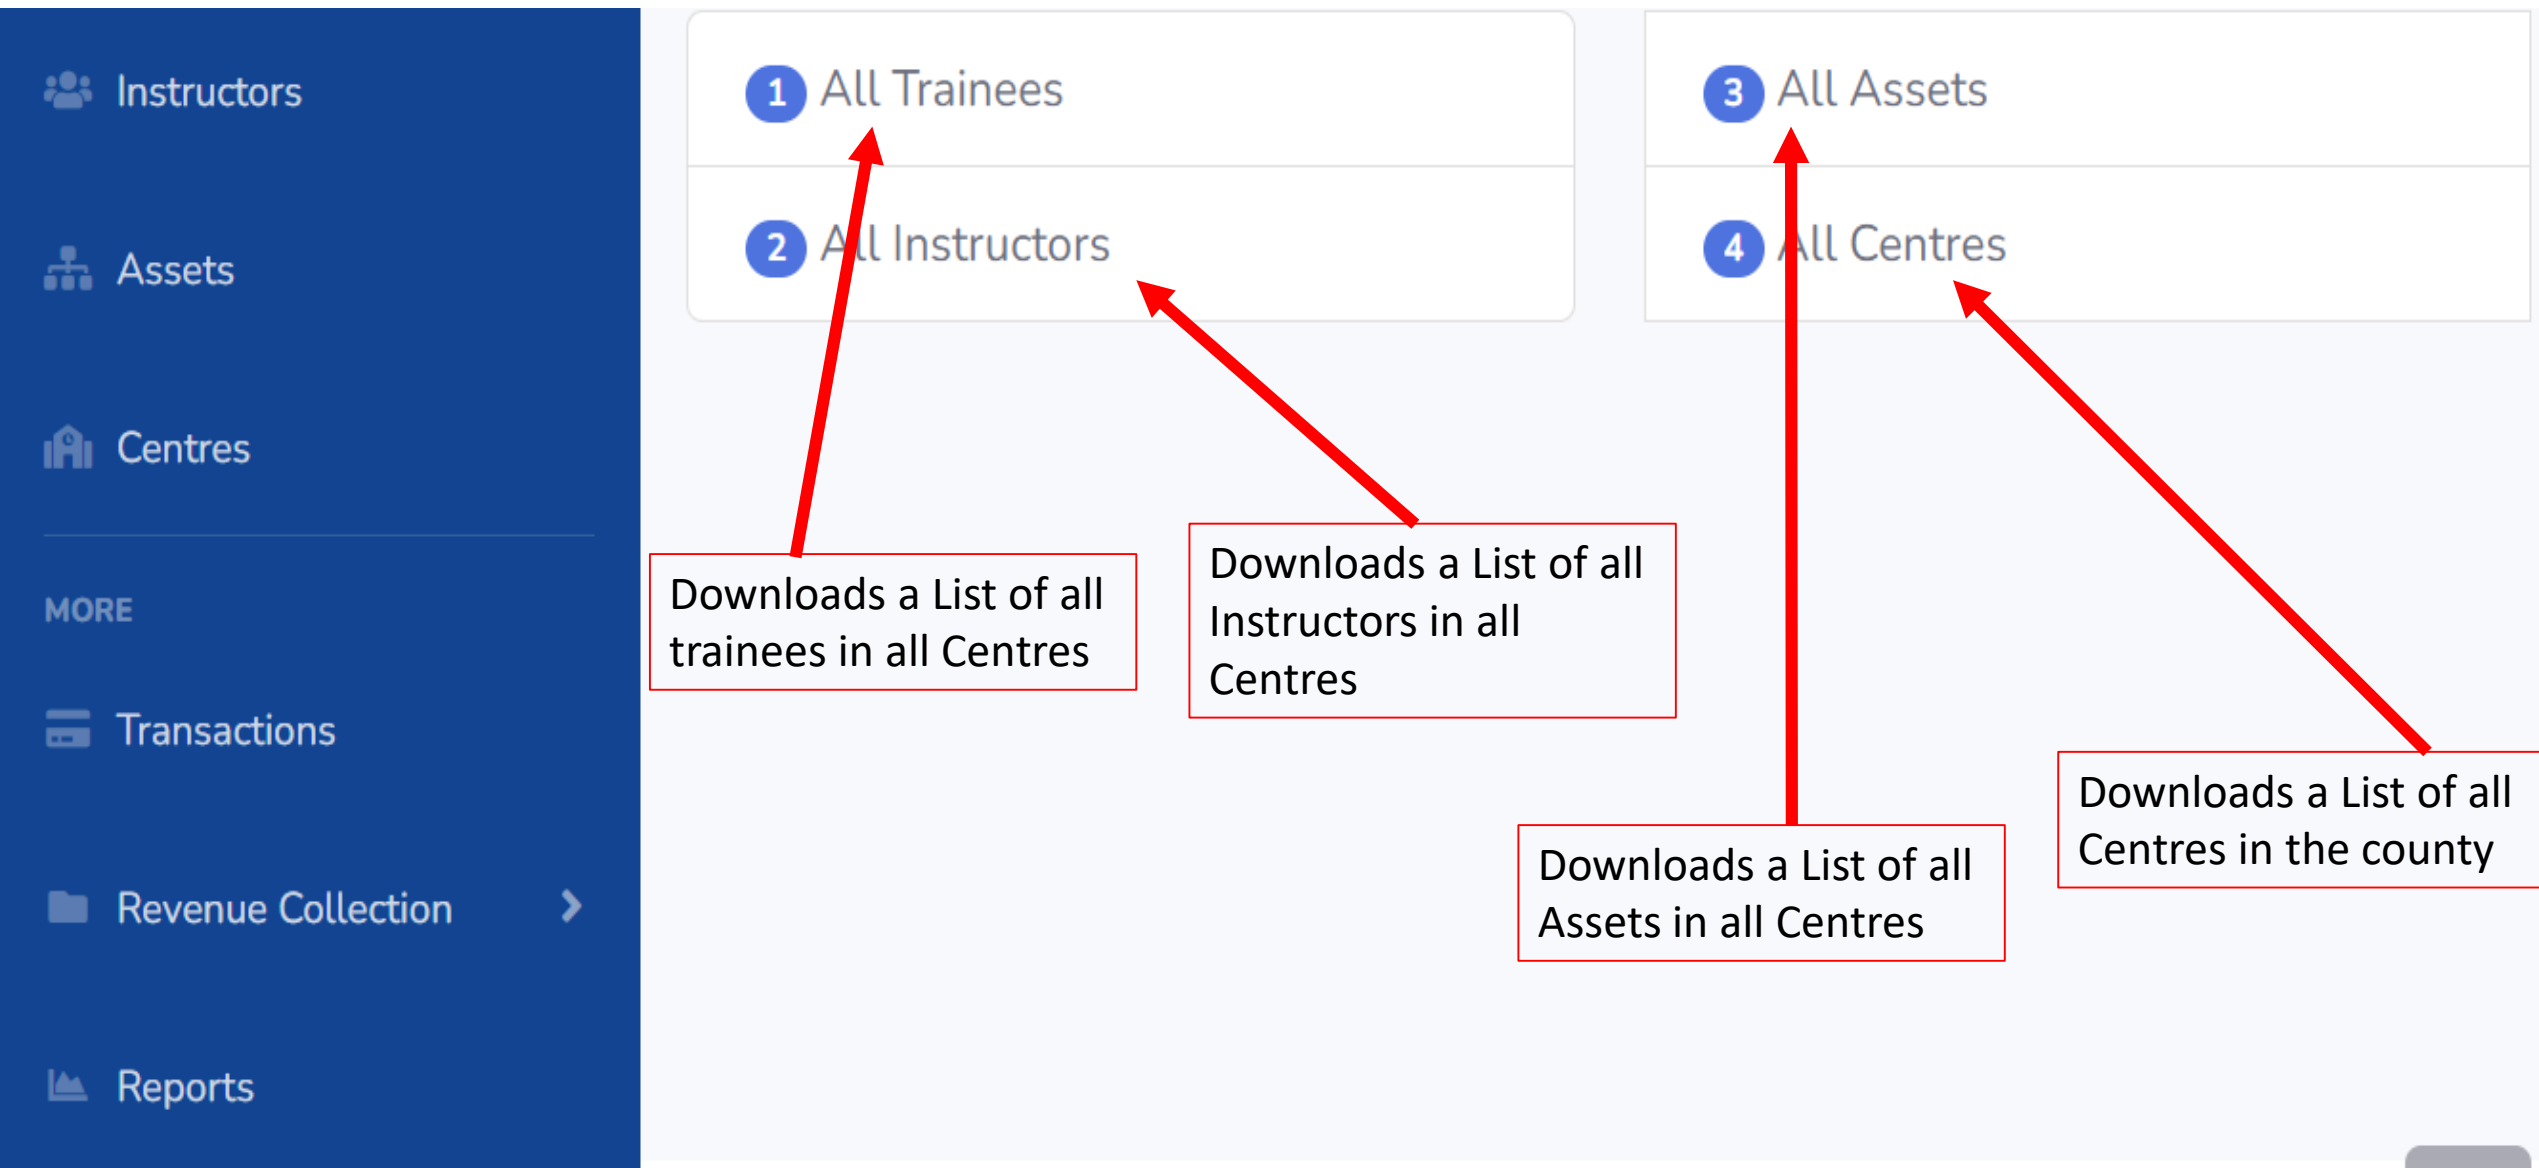 Instructors
Assets
Centres
MORE
Transactions
Revenue Collection
Reports
1 All Trainees
2 All Instructors
3 All Assets
4 All Centres
Downloads a List of all
trainees in all Centres
Downloads a List of all
Instructors in all
Centres
Downloads a List of all
Assets in all Centres
Downloads a List of all
Centres in the county